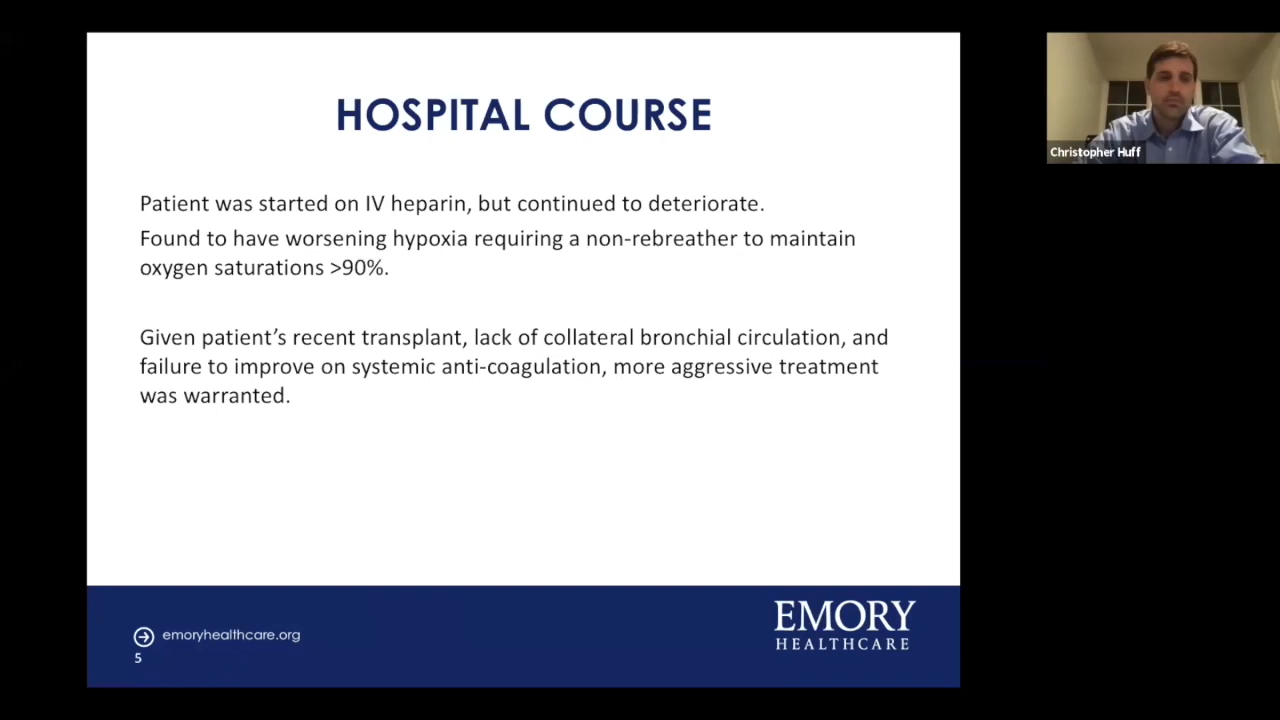 HOSPITAL COURSE
Patient was started on IV heparin, but continued to deteriorate.
Found to have worsening hypoxia requiring a non-rebreather to maintain
oxygen saturations >90%.
Given patient’s recent transplant, lack of collateral bronchial circulation, and
failure to improve on systemic anti-coagulation, more aggressive treatment
was warranted.
emoryhealthcare.org
5
EMORY
HEALTHCARE
Christopher Huff